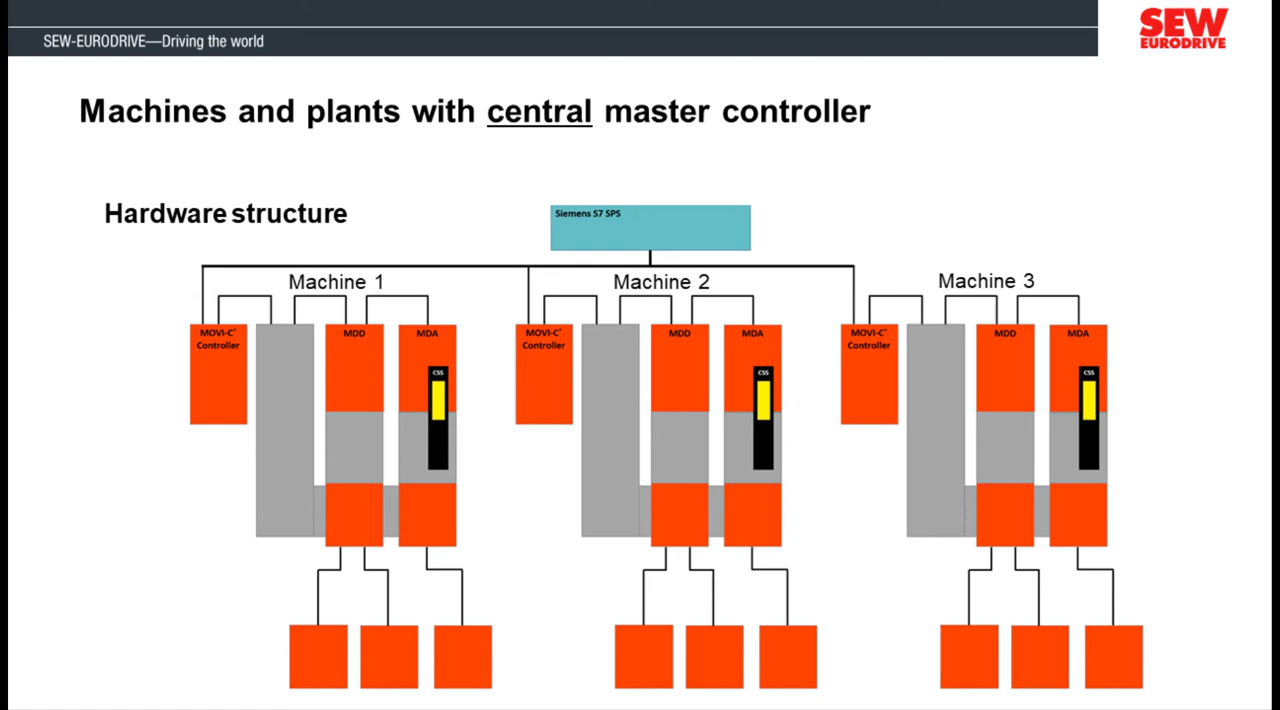 SEW-EURODRIVE—Driving the world
SEW
EURODRIVE
Machines and plants with central master controller
Hardware structure
Siemens S7 SPS
Machine 1
Machine 2
Machine 3
MOVI-C®
Controller
MDD
MDA
CSS
MOVI-C®
Controller
MDD
MDA
CSS
MOVI-C®
Controller
MDD
MDA
CSS